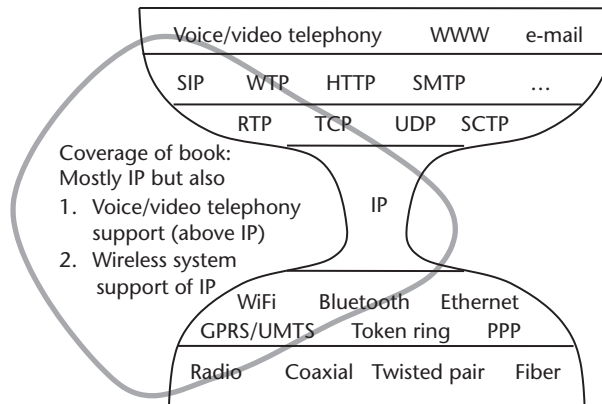 Voice/video telephony WWW e-mail
SIP WTP HTTP SMTP ...
RTP TCP UDP SCTP
Coverage of book:
Mostly IP but also
1. Voice/video telephony
support (above IP)
2. Wireless system
support of IP
IP
WiFi Bluetooth Ethernet
GPRS/UMTS Token ring PPP
Radio Coaxial Twisted pair Fiber